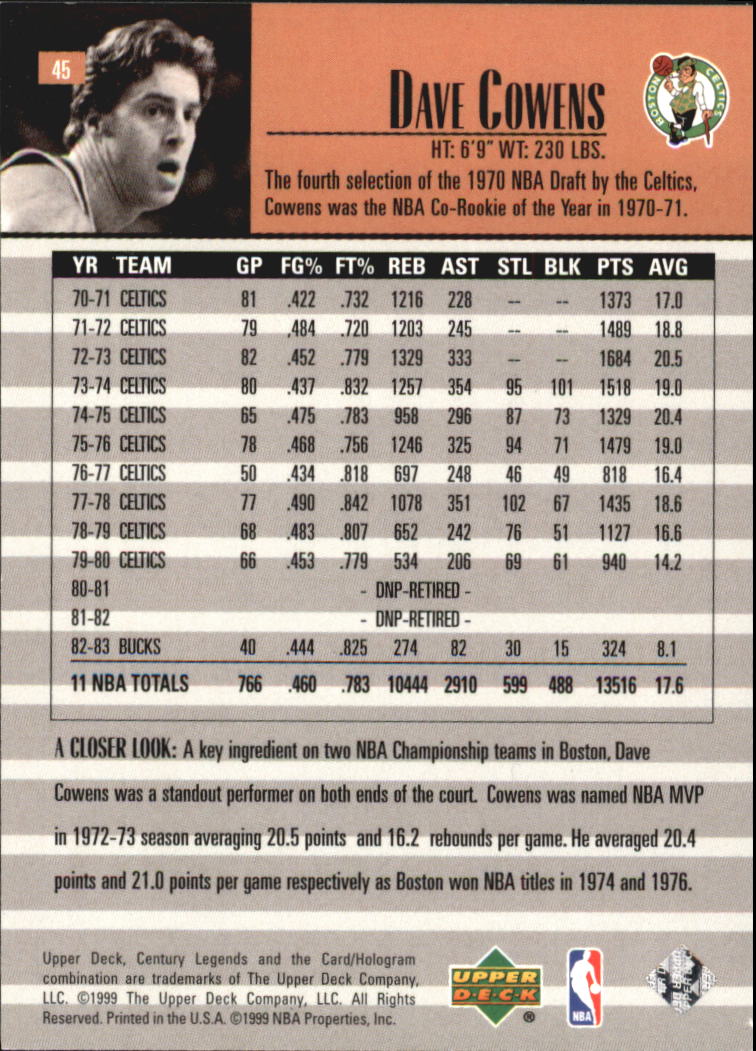 45
DAVE COWENS
BOSTON CELTICS
HT: 6'9" WT: 230 LBS.
The fourth selection of the 1970 NBA Draft by the Celtics,
Cowens was the NBA Co-Rookie of the Year in 1970-71.
YR TEAM GP FG% FT% REB AST STL BLK PTS AVG
70-71 CELTICS 81 .422 .732 1216 228 -- -- 1373 17.0
71-72 CELTICS 79 .484 .720 1203 245 -- -- 1489 18.8
72-73 CELTICS 82 .452 .779 1329 333 -- -- 1684 20.5
73-74 CELTICS 80 .437 .832 1257 354 95 101 1518 19.0
74-75 CELTICS 65 .475 .783 958 296 87 73 1329 20.4
75-76 CELTICS 78 .468 .756 1246 325 94 71 1479 19.0
76-77 CELTICS 50 .434 .818 697 248 46 49 818 16.4
77-78 CELTICS 77 .490 .842 1078 351 102 67 1435 18.6
78-79 CELTICS 68 .483 .807 652 242 76 51 1127 16.6
79-80 CELTICS 66 .453 .779 534 206 69 61 940 14.2
80-81 - DNP-RETIRED -
81-82 - DNP-RETIRED -
82-83 BUCKS 40 .444 .825 274 82 30 15 324 8.1
11 NBA TOTALS 766 .460 .783 10444 2910 599 488 13516 17.6
A CLOSER LOOK: A key ingredient on two NBA Championship teams in Boston, Dave
Cowens was a standout performer on both ends of the court. Cowens was named NBA MVP
in 1972-73 season averaging 20.5 points and 16.2 rebounds per game. He averaged 20.4
points and 21.0 points per game respectively as Boston won NBA titles in 1974 and 1976.
Upper Deck, Century Legends and the Card/Hologram
combination are trademarks of The Upper Deck Company,
LLC. ©1999 The Upper Deck Company, LLC. All Rights
Reserved. Printed in the U.S.A. ©1999 NBA Properties, Inc.
UPPER
D·E·C·K
®
NBA